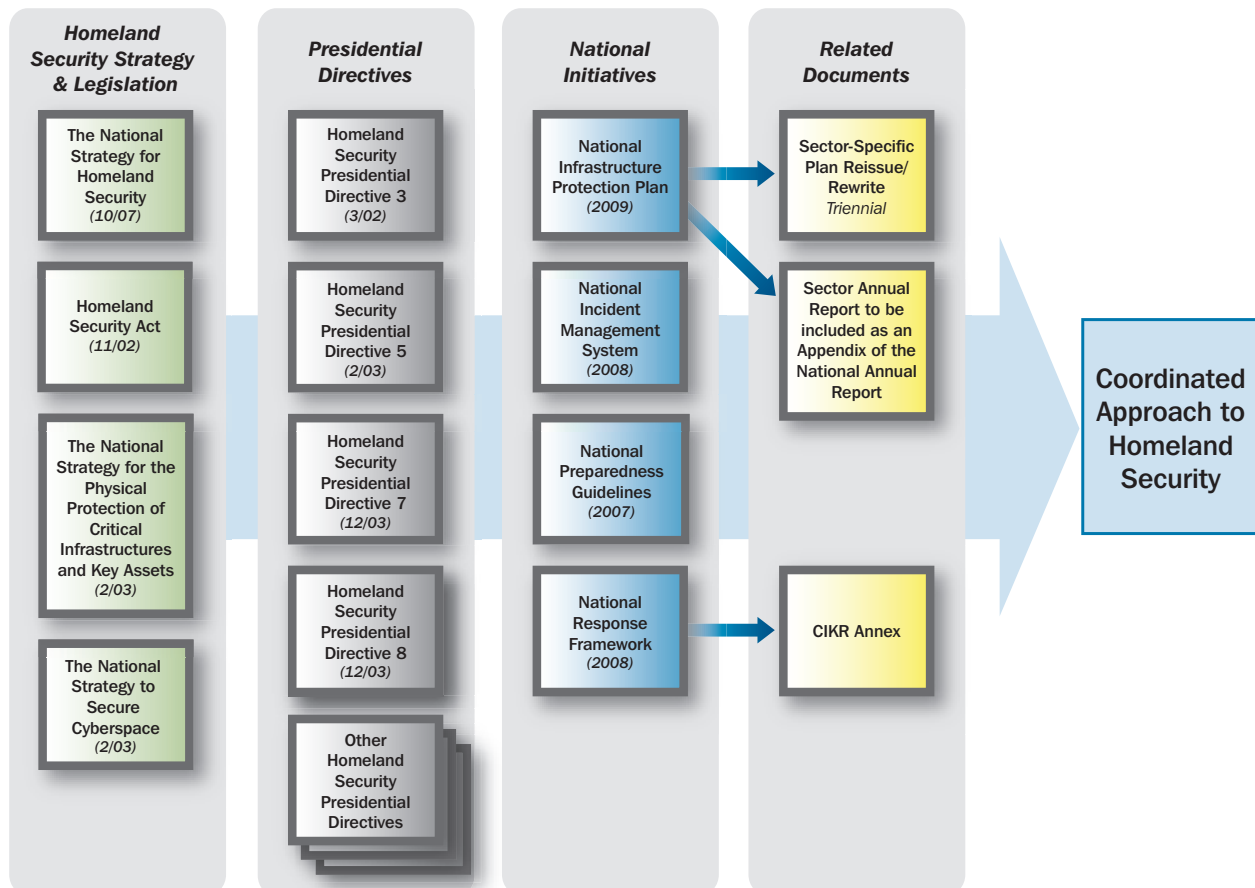 Homeland
Security Strategy
& Legislation
The National
Strategy for
Homeland
Security
(10/07)
Homeland
Security Act
(11/02)
The National
Strategy for the
Physical
Protection of
Critical
Infrastructures
and Key Assets
(2/03)
The National
Strategy to
Secure
Cyberspace
(2/03)
Presidential
Directives
Homeland
Security
Presidential
Directive 3
(3/02)
Homeland
Security
Presidential
Directive 5
(2/03)
Homeland
Security
Presidential
Directive 7
(12/03)
Homeland
Security
Presidential
Directive 8
(12/03)
Other
Homeland
Security
Presidential
Directives
National
Initiatives
National
Infrastructure
Protection Plan
(2009)
National
Incident
Management
System
(2008)
National
Preparedness
Guidelines
(2007)
National
Response
Framework
(2008)
Related
Documents
Sector-Specific
Plan Reissue/
Rewrite
Triennial
Sector Annual
Report to be
included as an
Appendix of the
National Annual
Report
CIKR Annex
Coordinated
Approach to
Homeland
Security